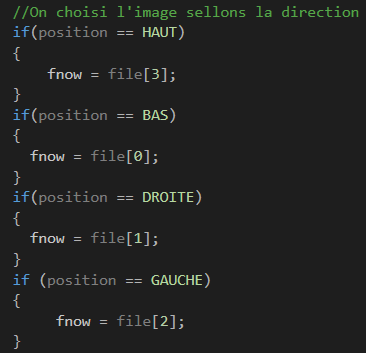 //On choisi l'image sellons la direction
if(position == HAUT)
{
    fnow = file[3];
}
if(position == BAS)
{
  fnow = file[0];
}
if(position == DROITE)
{
  fnow = file[1];
}
if (position == GAUCHE)
{
     fnow = file[2];
}